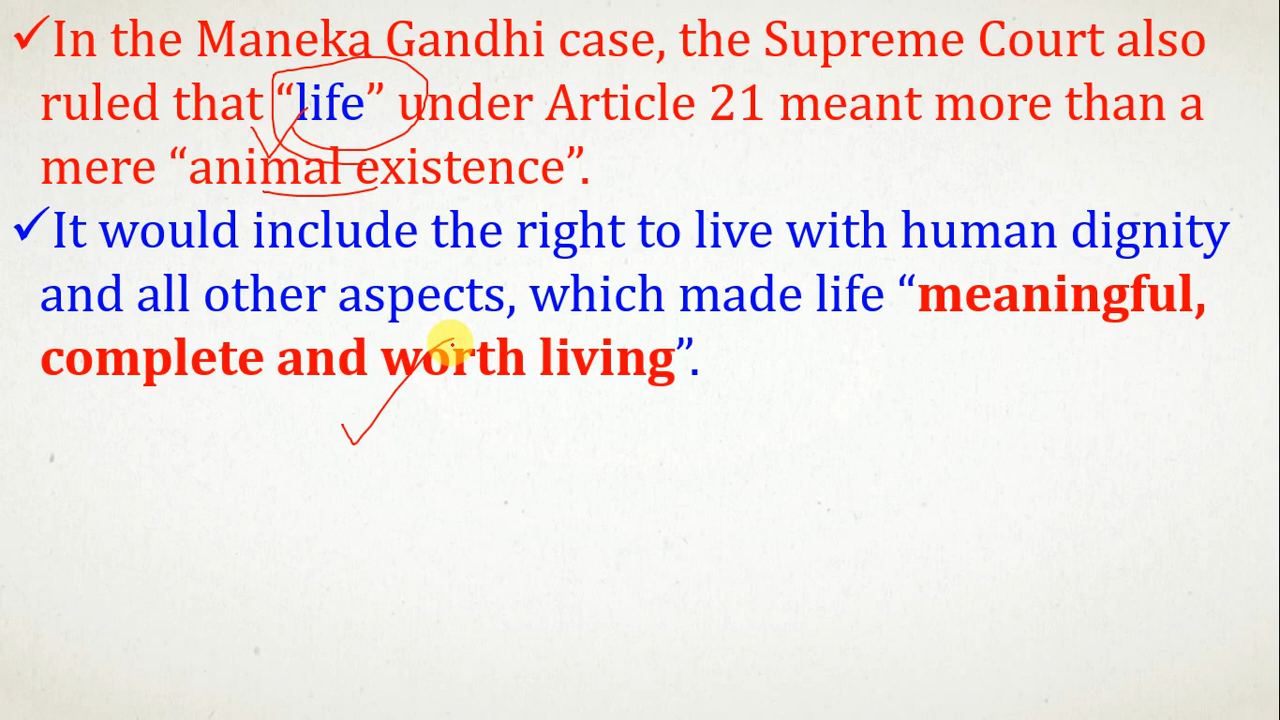 ✓In the Maneka Gandhi case, the Supreme Court also
ruled that “life” under Article 21 meant more than a
mere “animal existence”.
✓It would include the right to live with human dignity
and all other aspects, which made life “meaningful,
complete and worth living”.